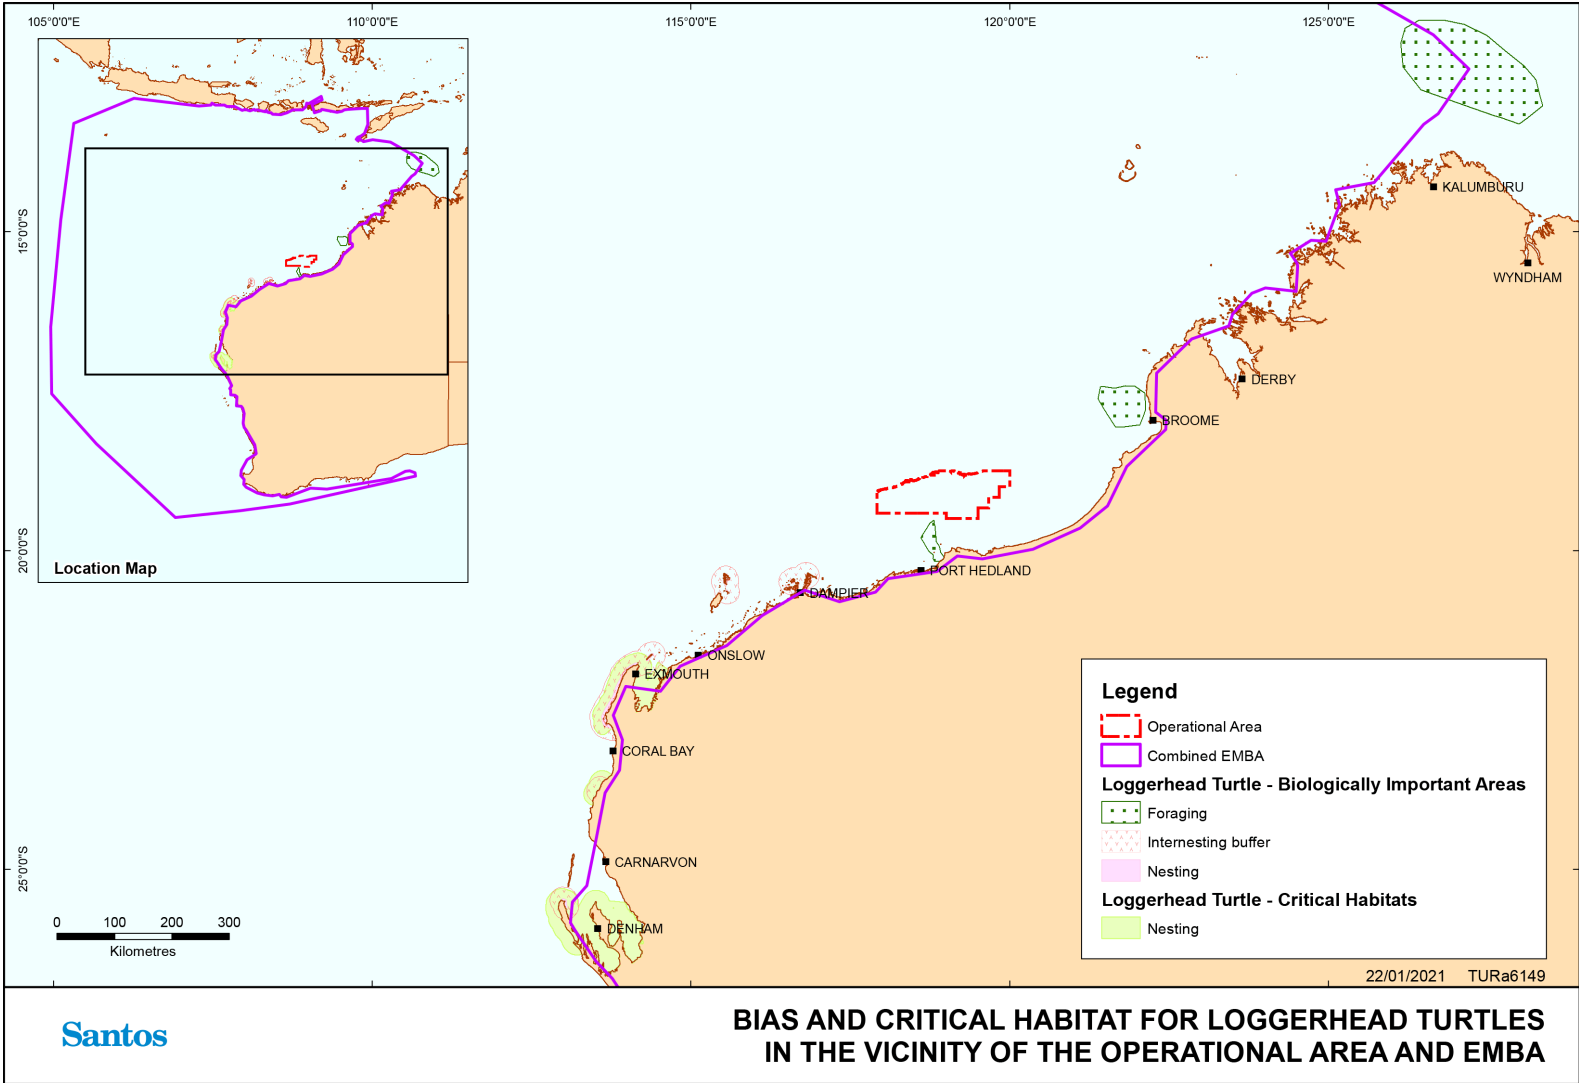 105°0'0"E
110°0'0"E
115°0'0"E
120°0'0"E
125°0'0"E
15°0'0"S
20°0'0"S
25°0'0"S
Location Map
KALUMBURU
WYNDHAM
DERBY
BROOME
PORT HEDLAND
DAMPIER
ONSLOW
EXMOUTH
CORAL BAY
CARNARVON
DENHAM
0 100 200 300
Kilometres
Legend
Operational Area
Combined EMBA
Loggerhead Turtle - Biologically Important Areas
Foraging
Internesting buffer
Nesting
Loggerhead Turtle - Critical Habitats
Nesting
22/01/2021 TURa6149
Santos
BIAS AND CRITICAL HABITAT FOR LOGGERHEAD TURTLES
IN THE VICINITY OF THE OPERATIONAL AREA AND EMBA